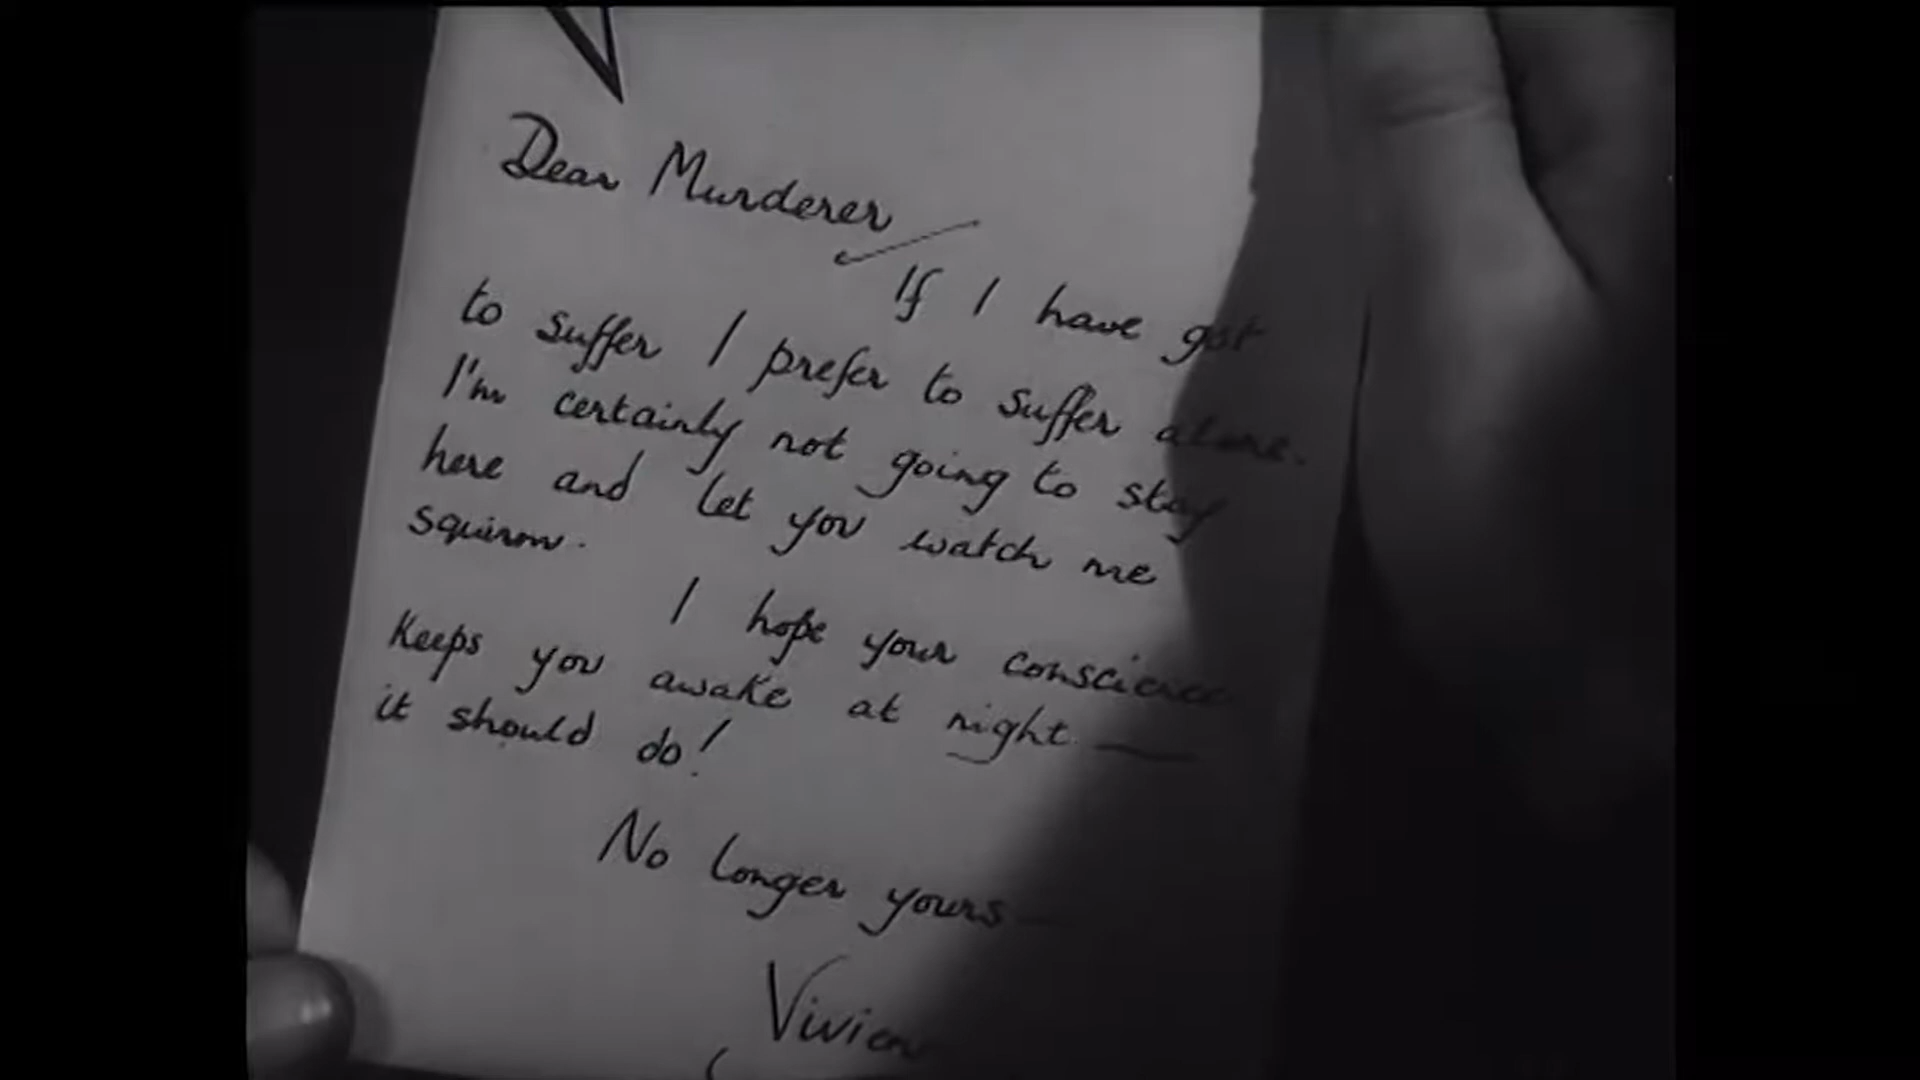 Dear Murderer
If I have got
to suffer I prefer to suffer alone.
I'm certainly not going to stay
here and let you watch me
squirm.
I hope your conscience
keeps you awake at night —
it should do!
No longer yours —
Vivien